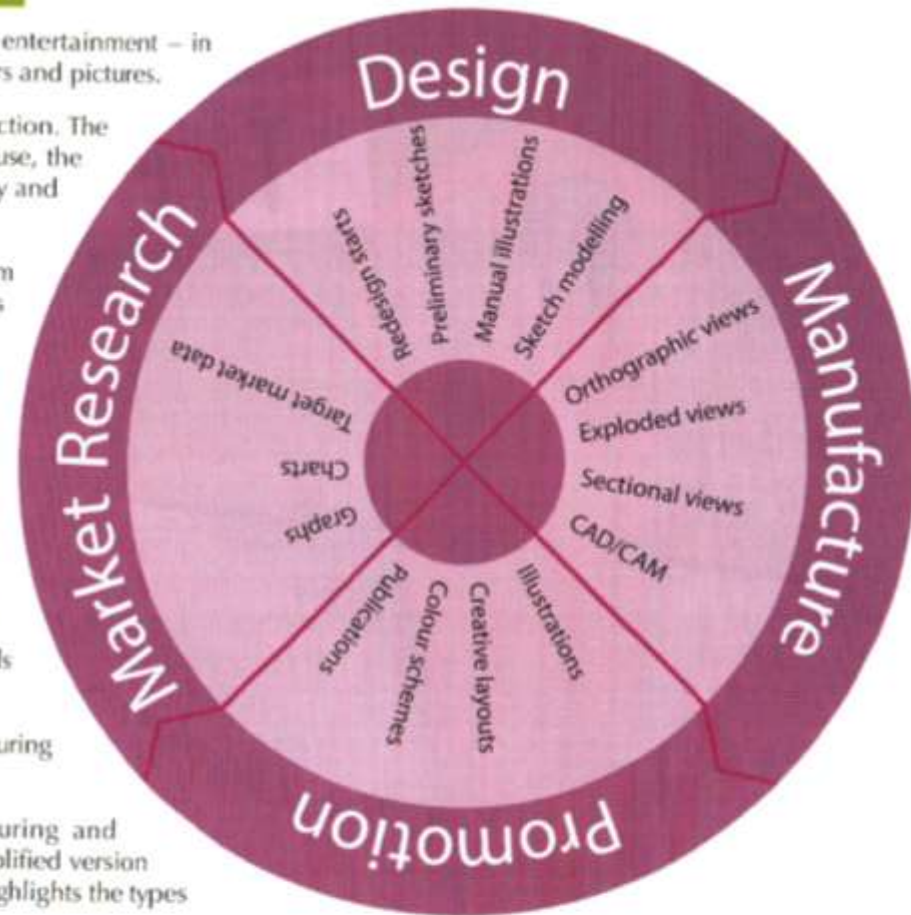 entertainment – in
and pictures.
ction. The
use, the
and
uring
uring and
version
the types
Design
Redesign starts
Preliminary sketches
Manual illustrations
Sketch modelling
Manufacture
Orthographic views
Exploded views
Sectional views
CAD/CAM
Promotion
Illustrations
Creative layouts
Colour schemes
Publications
Market Research
Graphs
Charts
Target market data